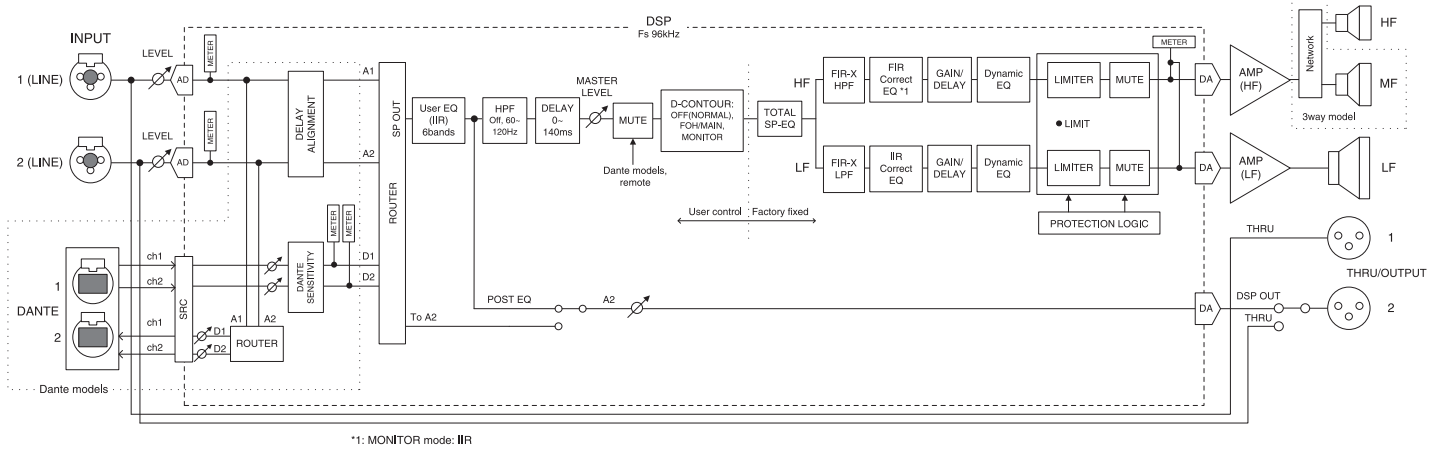 DSP
Fs 96kHz
INPUT
1 (LINE)
LEVEL
AD
METER
2 (LINE)
LEVEL
AD
METER
DELAY
ALIGNMENT
A1
A2
DANTE
1
2
ch1
ch2
ch1
ch2
SRC
D1
D2
A1
A2
ROUTER
DANTE
SENSITIVITY
METER
METER
D1
D2
Dante models
SP OUT
ROUTER
To A2
User EQ
(IIR)
6bands
HPF
Off, 60~
120Hz
DELAY
0~
140ms
MASTER
LEVEL
MUTE
Dante models,
remote
D-CONTOUR:
OFF(NORMAL),
FOH/MAIN,
MONITOR
TOTAL
SP-EQ
User control
Factory fixed
POST EQ
A2
HF
FIR-X
HPF
FIR
Correct
EQ *1
GAIN/
DELAY
Dynamic
EQ
LIMITER
MUTE
METER
LIMIT
LF
FIR-X
LPF
IIR
Correct
EQ
GAIN/
DELAY
Dynamic
EQ
LIMITER
MUTE
PROTECTION LOGIC
DA
AMP
(HF)
Network
HF
MF
3way model
DA
AMP
(LF)
LF
THRU
1
THRU/OUTPUT
DA
DSP OUT
THRU
2
*1: MONITOR mode: IIR